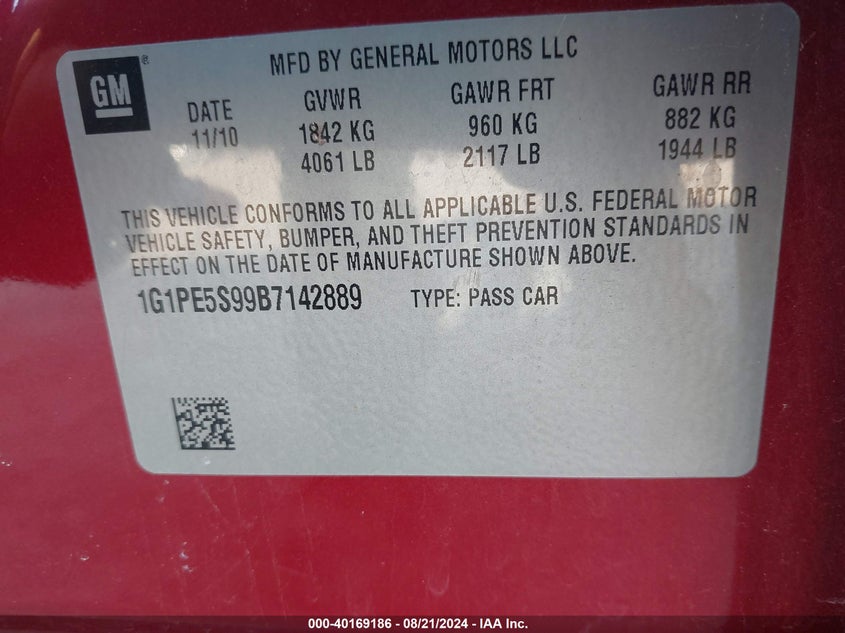 GM®
MFD BY GENERAL MOTORS LLC
DATE GVWR GAWR FRT GAWR RR
11/10 1842 KG 960 KG 882 KG
4061 LB 2117 LB 1944 LB
THIS VEHICLE CONFORMS TO ALL APPLICABLE U.S. FEDERAL MOTOR
VEHICLE SAFETY, BUMPER, AND THEFT PREVENTION STANDARDS IN
EFFECT ON THE DATE OF MANUFACTURE SHOWN ABOVE.
1G1PE5S99B7142889 TYPE: PASS CAR
000-40169186 - 08/21/2024 - IAA Inc.